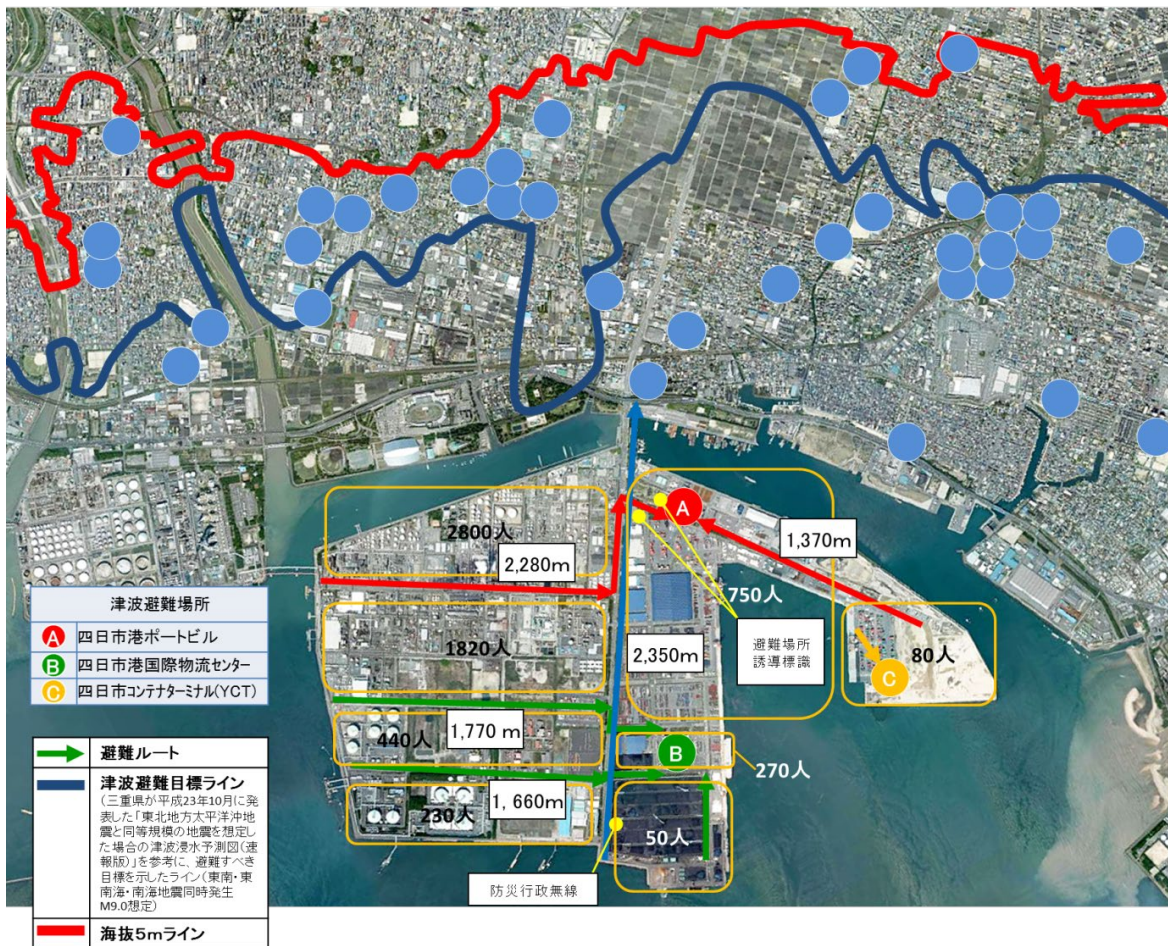 2800人
2,280m
A
1,370m
750人
1820人
2,350m
避難場所
誘導標識
80人
C
津波避難場所
A 四日市港ポートビル
B 四日市港国際物流センター
C 四日市コンテナターミナル(YCT)
440人
1,770 m
B
270人
1,660m
230人
50人
防災行政無線
避難ルート
津波避難目標ライン
(三重県が平成23年10月に発
表した「東北地方太平洋沖地
震と同等規模の地震を想定し
た場合の津波浸水予測図(速
報版)」を参考に、避難すべき
目標を示したライン(東南・東
南海・南海地震同時発生
M9.0想定)
海抜5mライン